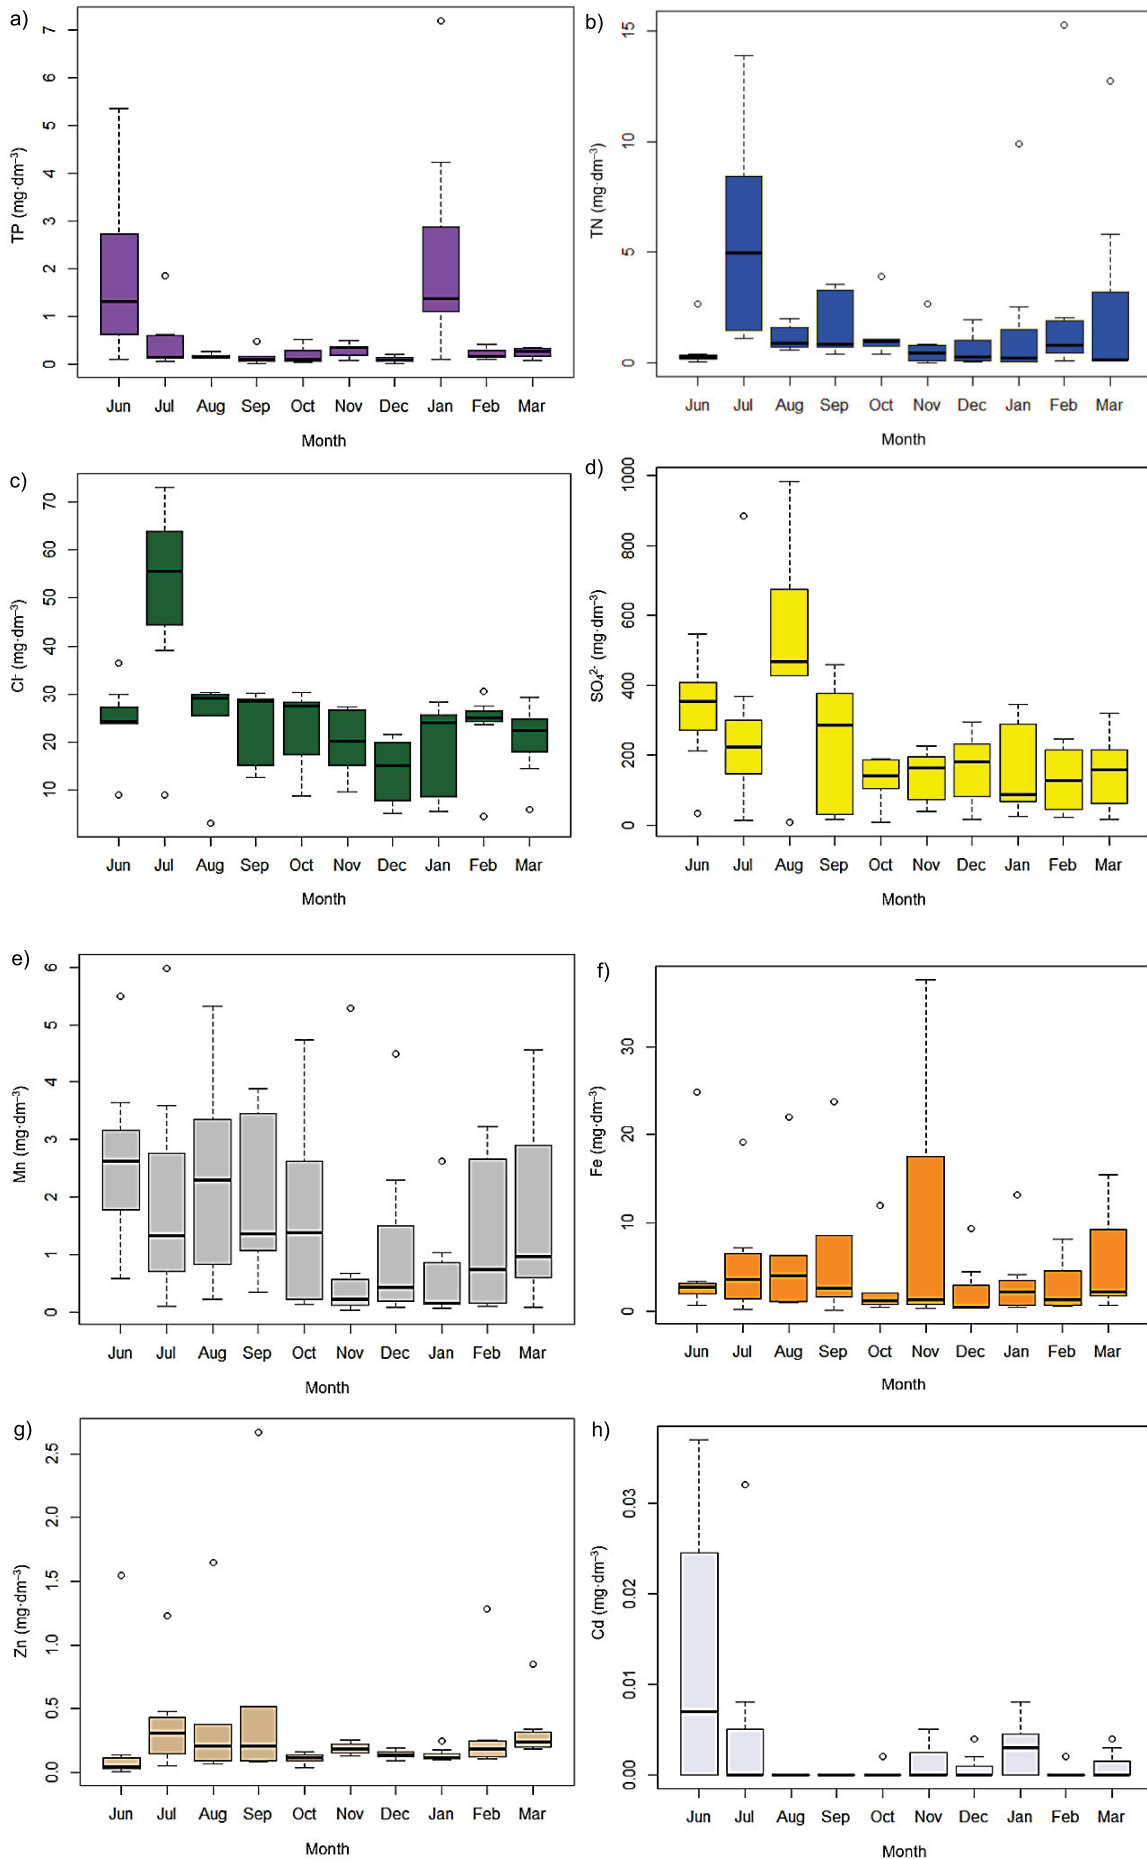 a)
TP (mg·dm⁻³)
7
6
5
4
3
2
1
0
Jun Jul Aug Sep Oct Nov Dec Jan Feb Mar
Month
b)
TN (mg·dm⁻³)
15
10
5
0
Jun Jul Aug Sep Oct Nov Dec Jan Feb Mar
Month
c)
Cl⁻ (mg·dm⁻³)
70
60
50
40
30
20
10
Jun Jul Aug Sep Oct Nov Dec Jan Feb Mar
Month
d)
SO₄²⁻ (mg·dm⁻³)
1000
800
600
400
200
0
Jun Jul Aug Sep Oct Nov Dec Jan Feb Mar
Month
e)
Mn (mg·dm⁻³)
6
5
4
3
2
1
0
Jun Jul Aug Sep Oct Nov Dec Jan Feb Mar
Month
f)
Fe (mg·dm⁻³)
30
20
10
0
Jun Jul Aug Sep Oct Nov Dec Jan Feb Mar
Month
g)
Zn (mg·dm⁻³)
2.5
2.0
1.5
1.0
0.5
0.0
Jun Jul Aug Sep Oct Nov Dec Jan Feb Mar
Month
h)
Cd (mg·dm⁻³)
0.03
0.02
0.01
0.00
Jun Jul Aug Sep Oct Nov Dec Jan Feb Mar
Month